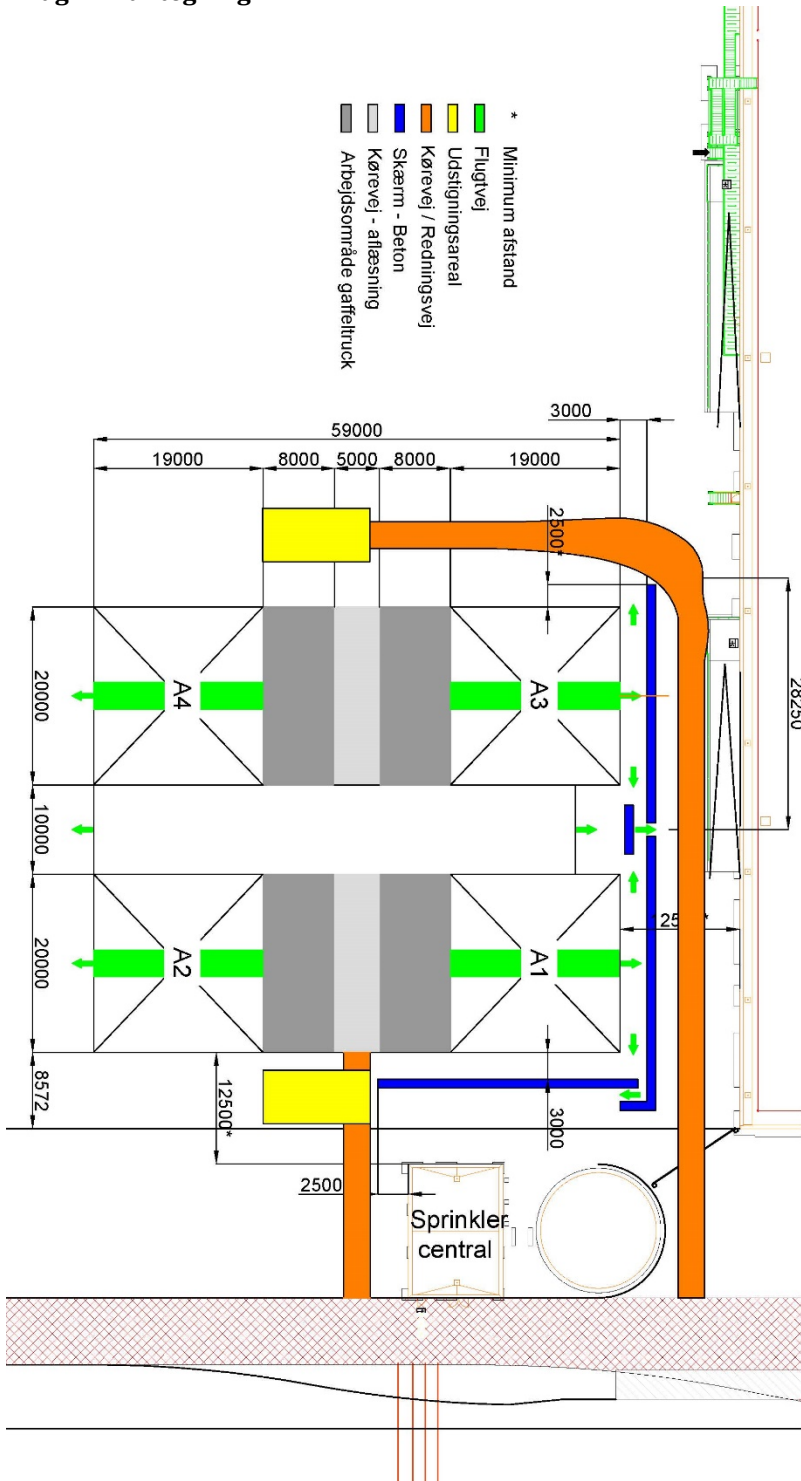 * Minimum afstand
Flugtvej
Udstigningsareal
Kørevej / Redningsvej
Skærm - Beton
Kørevej - aflæsning
Arbejdsområde gaffeltruck
3000
59000
19000
8000
5000
8000
19000
2500*
28250
A4
A3
20000
10000
A2
A1
20000
8572
12500*
3000
2500
Sprinkler
central